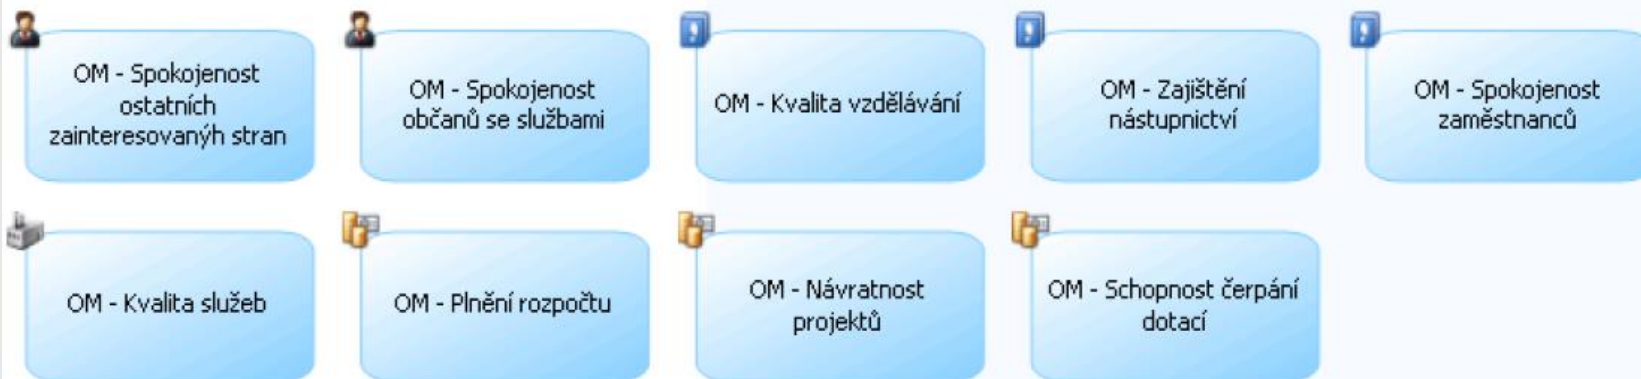 OM - Spokojenost
ostatních
zainteresovanýh stran
OM - Spokojenost
občanů se službami
OM - Kvalita vzdělávání
OM - Zajištění
nástupnictví
OM - Spokojenost
zaměstnanců
OM - Kvalita služeb
OM - Plnění rozpočtu
OM - Návratnost
projektů
OM - Schopnost čerpání
dotací